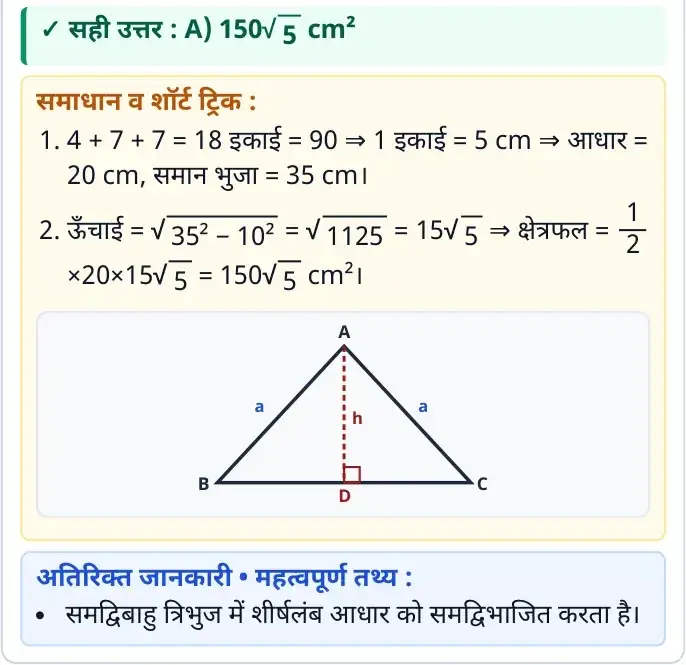 ✓ सही उत्तर : A) 150√5 cm²
समाधान व शॉर्ट ट्रिक :
1. 4 + 7 + 7 = 18 इकाई = 90 ⇒ 1 इकाई = 5 cm ⇒ आधार =
20 cm, समान भुजा = 35 cm।
2. ऊँचाई = √(35² − 10²) = √1125 = 15√5 ⇒ क्षेत्रफल = 1/2
×20×15√5 = 150√5 cm²।
A
a
a
h
B
C
D
अतिरिक्त जानकारी • महत्वपूर्ण तथ्य :
• समद्विबाहु त्रिभुज में शीर्षलंब आधार को समद्विभाजित करता है।